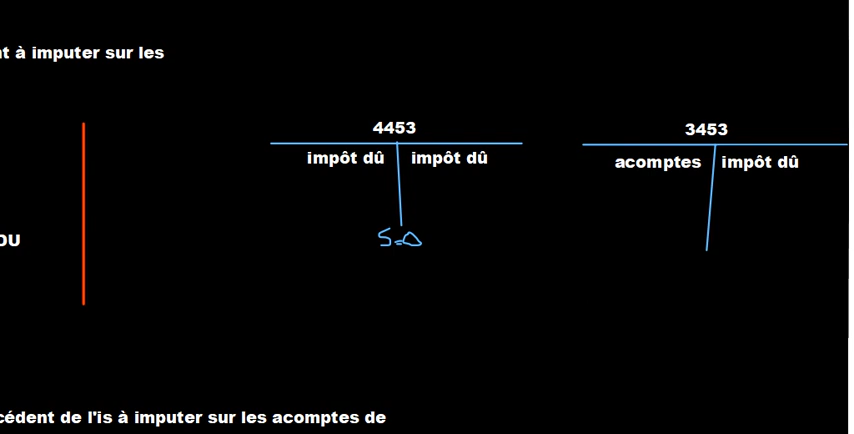 à imputer sur les
4453
3453
impôt dû impôt dû
acomptes impôt dû
S=0
OU
de l'is à imputer sur les acomptes de